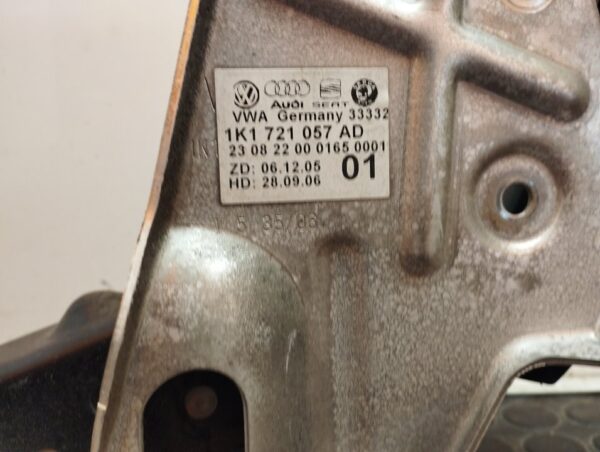 Audi SEAT
VWA Germany 33332
1K1 721 057 AD
23 08 22 00 0165 0001
ZD: 06.12.05
HD: 28.09.06
01